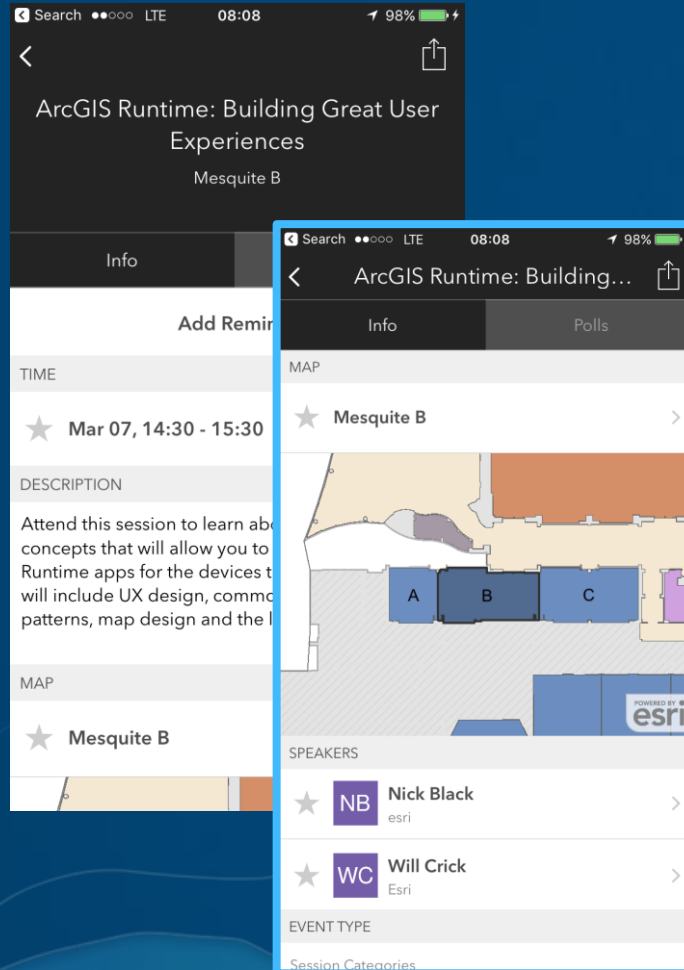 Search LTE 08:08 98%
ArcGIS Runtime: Building Great User
Experiences
Mesquite B
Info
Add Remin
TIME
Mar 07, 14:30 - 15:30
DESCRIPTION
Attend this session to learn abo
concepts that will allow you to
Runtime apps for the devices t
will include UX design, commo
patterns, map design and the l
MAP
Mesquite B
Search LTE 08:08 98%
ArcGIS Runtime: Building...
Info Polls
MAP
Mesquite B
A B C
POWERED BY
esri
SPEAKERS
NB Nick Black
esri
WC Will Crick
Esri
EVENT TYPE
Session Categories